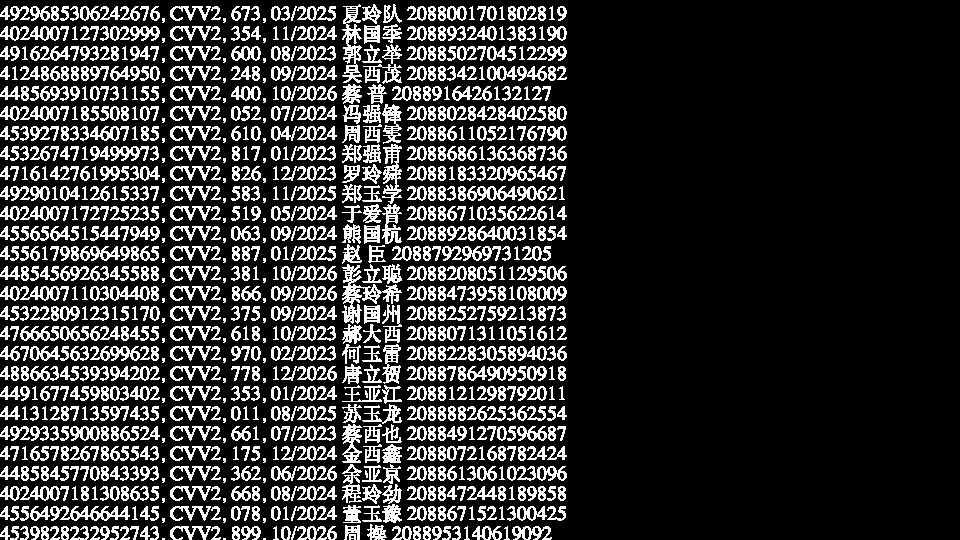 4929685306242676, CVV2, 673, 03/2025 夏玲队 2088001701802819
4024007127302999, CVV2, 354, 11/2024 林国季 2088932401383190
4916264793281947, CVV2, 600, 08/2023 郭立举 2088502704512299
4124868889764950, CVV2, 248, 09/2024 吴西茂 2088342100494682
4485693910731155, CVV2, 400, 10/2026 蔡 普 2088916426132127
4024007185508107, CVV2, 052, 07/2024 冯强锋 2088028428402580
4539278334607185, CVV2, 610, 04/2024 周西雯 2088611052176790
4532674719499973, CVV2, 817, 01/2023 郑强甫 2088686136368736
4716142761995304, CVV2, 826, 12/2023 罗玲舜 2088183320965467
4929010412615337, CVV2, 583, 11/2025 郑玉学 2088386906490621
4024007172725235, CVV2, 519, 05/2024 于爱普 2088671035622614
4556564515447949, CVV2, 063, 09/2024 熊国杭 2088928640031854
4556179869649865, CVV2, 887, 01/2025 赵 臣 2088792969731205
4485456926345588, CVV2, 381, 10/2026 彭立聪 2088208051129506
4024007110304408, CVV2, 866, 09/2026 蔡玲希 2088473958108009
4532280912315170, CVV2, 375, 09/2024 谢国州 2088252759213873
4766650656248455, CVV2, 618, 10/2023 郝大西 2088071311051612
4670645632699628, CVV2, 970, 02/2023 何玉雷 2088228305894036
4886634539394202, CVV2, 778, 12/2026 唐立贺 2088786490950918
4491677459803402, CVV2, 353, 01/2024 王亚江 2088121298792011
4413128713597435, CVV2, 011, 08/2025 苏玉龙 2088882625362554
4929335900886524, CVV2, 661, 07/2023 蔡西也 2088491270596687
4716578267865543, CVV2, 175, 12/2024 金西鑫 2088072168782424
4485845770843393, CVV2, 362, 06/2026 余亚京 2088613061023096
4024007181308635, CVV2, 668, 08/2024 程玲劲 2088472448189858
4556492646644145, CVV2, 078, 01/2024 董玉豫 2088671521300425
4539828232952743, CVV2, 899, 10/2026 周 操 2088953140619092